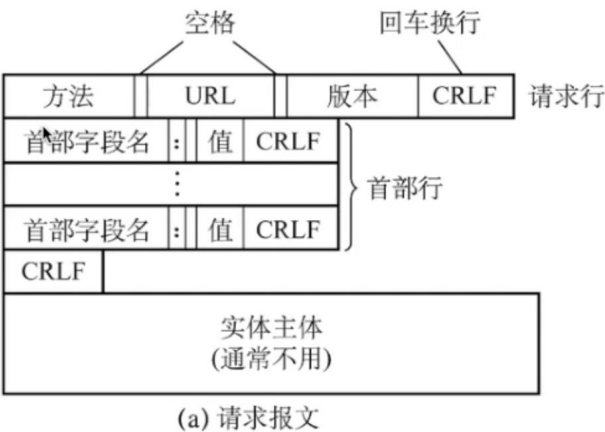 空格 回车换行
方法 URL 版本 CRLF 请求行
首部字段名 : 值 CRLF
⋮ 首部行
首部字段名 : 值 CRLF
CRLF
实体主体
(通常不用)
(a) 请求报文